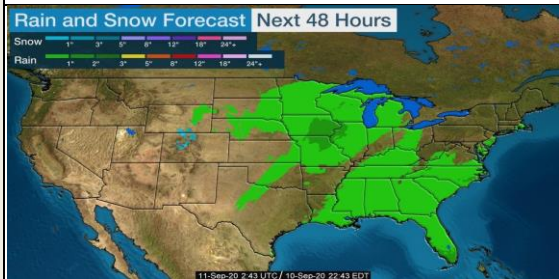 Rain and Snow Forecast Next 48 Hours
Snow 1" 3" 5" 8" 12" 18" 24"+
Rain 1" 2" 3" 5" 8" 12" 18" 24"+
11-Sep-20 2:43 UTC / 10-Sep-20 22:43 EDT